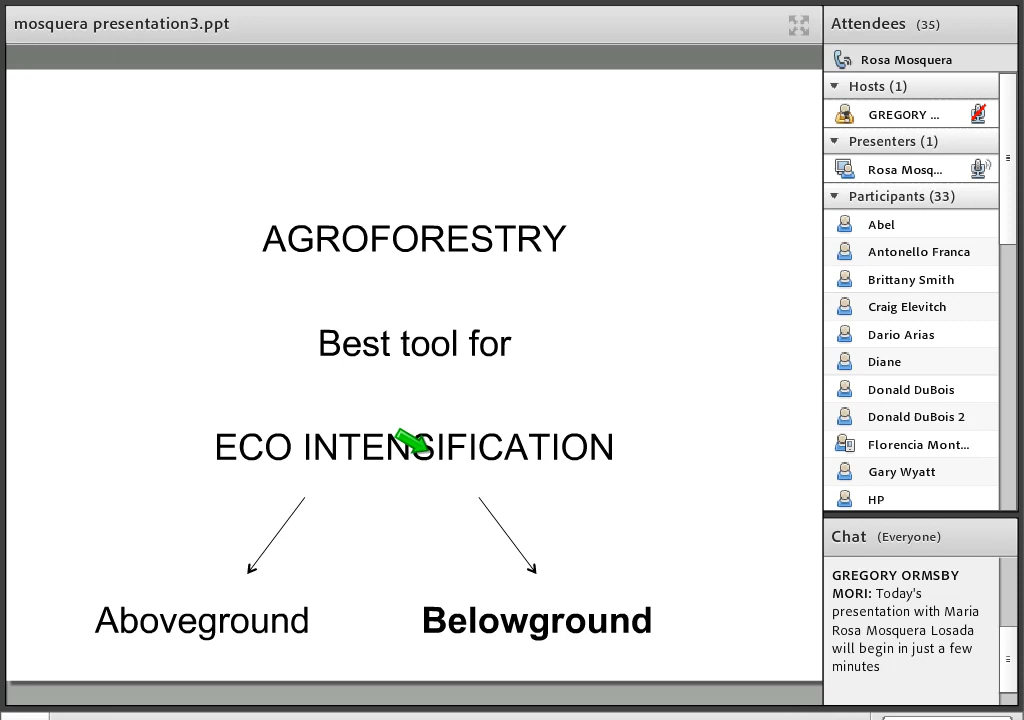 mosquera presentation3.ppt
AGROFORESTRY
Best tool for
ECO INTENSIFICATION
Aboveground
Belowground
Attendees (35)
Rosa Mosquera
Hosts (1)
GREGORY ...
Presenters (1)
Rosa Mosq...
Participants (33)
Abel
Antonello Franca
Brittany Smith
Craig Elevitch
Dario Arias
Diane
Donald DuBois
Donald DuBois 2
Florencia Mont...
Gary Wyatt
HP
Chat (Everyone)
GREGORY ORMSBY
MORI: Today's
presentation with Maria
Rosa Mosquera Losada
will begin in just a few
minutes